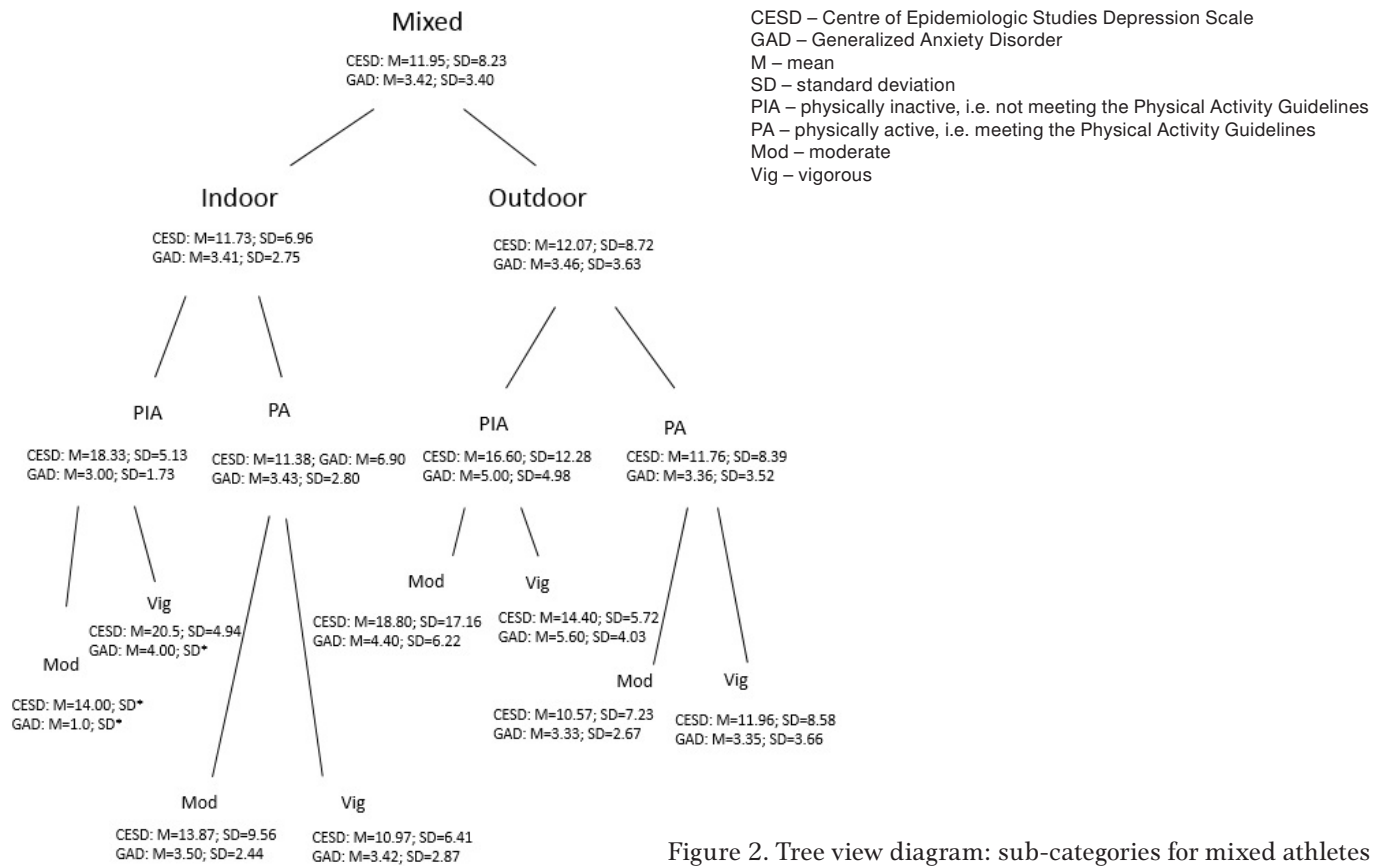 Mixed
CESD: M=11.95; SD=8.23
GAD: M=3.42; SD=3.40
CESD – Centre of Epidemiologic Studies Depression Scale
GAD – Generalized Anxiety Disorder
M – mean
SD – standard deviation
PIA – physically inactive, i.e. not meeting the Physical Activity Guidelines
PA – physically active, i.e. meeting the Physical Activity Guidelines
Mod – moderate
Vig – vigorous
Indoor
CESD: M=11.73; SD=6.96
GAD: M=3.41; SD=2.75
Outdoor
CESD: M=12.07; SD=8.72
GAD: M=3.46; SD=3.63
PIA
CESD: M=18.33; SD=5.13
GAD: M=3.00; SD=1.73
PA
CESD: M=11.38; GAD: M=6.90
GAD: M=3.43; SD=2.80
PIA
CESD: M=16.60; SD=12.28
GAD: M=5.00; SD=4.98
PA
CESD: M=11.76; SD=8.39
GAD: M=3.36; SD=3.52
Mod
CESD: M=14.00; SD*
GAD: M=1.0; SD*
Vig
CESD: M=20.5; SD=4.94
GAD: M=4.00; SD*
Mod
CESD: M=18.80; SD=17.16
GAD: M=4.40; SD=6.22
Vig
CESD: M=14.40; SD=5.72
GAD: M=5.60; SD=4.03
Mod
CESD: M=10.57; SD=7.23
GAD: M=3.33; SD=2.67
Vig
CESD: M=11.96; SD=8.58
GAD: M=3.35; SD=3.66
Mod
CESD: M=13.87; SD=9.56
GAD: M=3.50; SD=2.44
Vig
CESD: M=10.97; SD=6.41
GAD: M=3.42; SD=2.87
Figure 2. Tree view diagram: sub-categories for mixed athletes